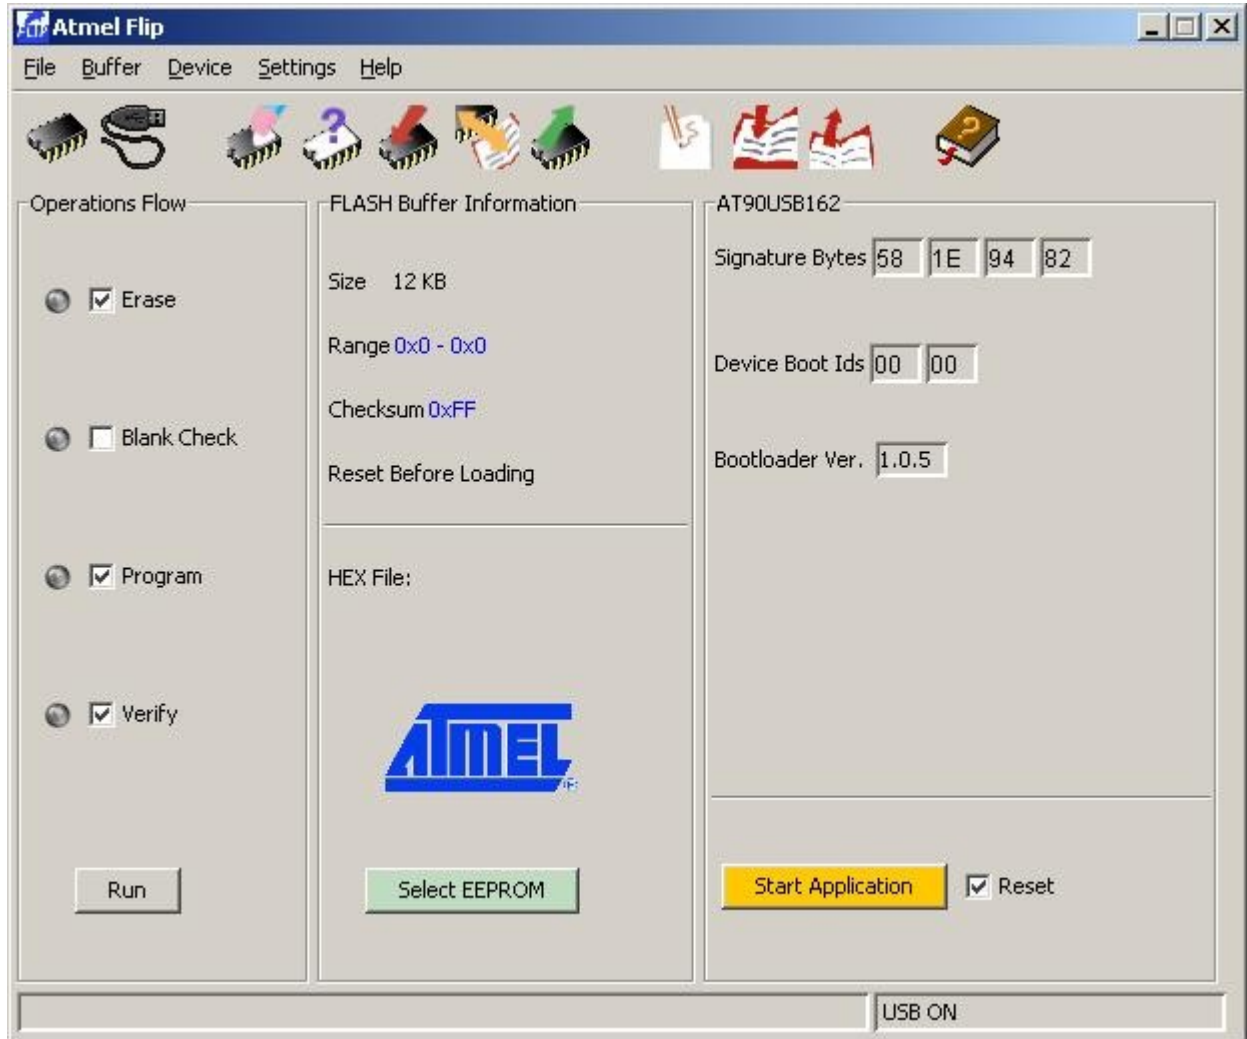 Atmel Flip
File Buffer Device Settings Help
Operations Flow
Erase
Blank Check
Program
Verify
Run
FLASH Buffer Information
Size 12 KB
Range 0x0 - 0x0
Checksum 0xFF
Reset Before Loading
HEX File:
ATMEL
Select EEPROM
AT90USB162
Signature Bytes 58 1E 94 82
Device Boot Ids 00 00
Bootloader Ver. 1.0.5
Start Application Reset
USB ON